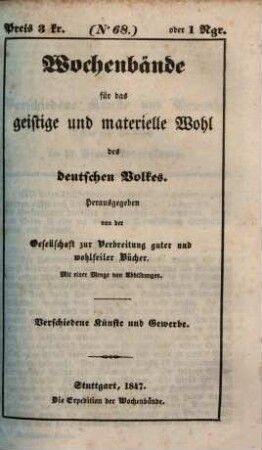 Preis 3 kr. (No 68.) oder 1 Ngr.
Wochenbände
für das
geistige und materielle Wohl
des
deutschen Volkes.
Herausgegeben
von der
Gesellschaft zur Verbreitung guter und
wohlfeiler Bücher.
Mit einer Menge von Abbildungen.
Verschiedene Künste und Gewerbe.
Stuttgart, 1847.
Die Expedition der Wochenbände.